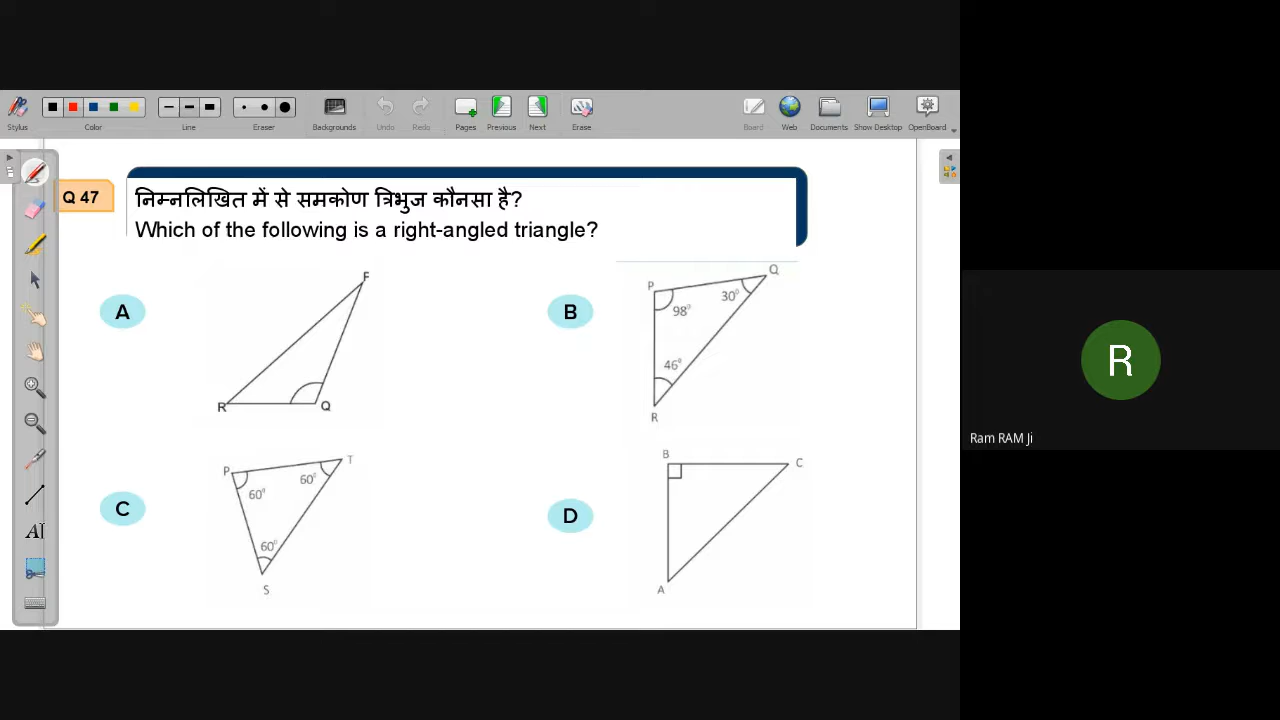 Stylus
Color
Line
Eraser
Backgrounds
Undo
Redo
Pages
Previous
Next
Erase
Board
Web
Documents
Show Desktop
OpenBoard
Q 47
निम्नलिखित में से समकोण त्रिभुज कौनसा है?
Which of the following is a right-angled triangle?
A
R
Q
B
P
Q
98°
30°
46°
R
C
P
T
60°
60°
60°
S
D
B
C
A
AI
R
Ram RAM Ji